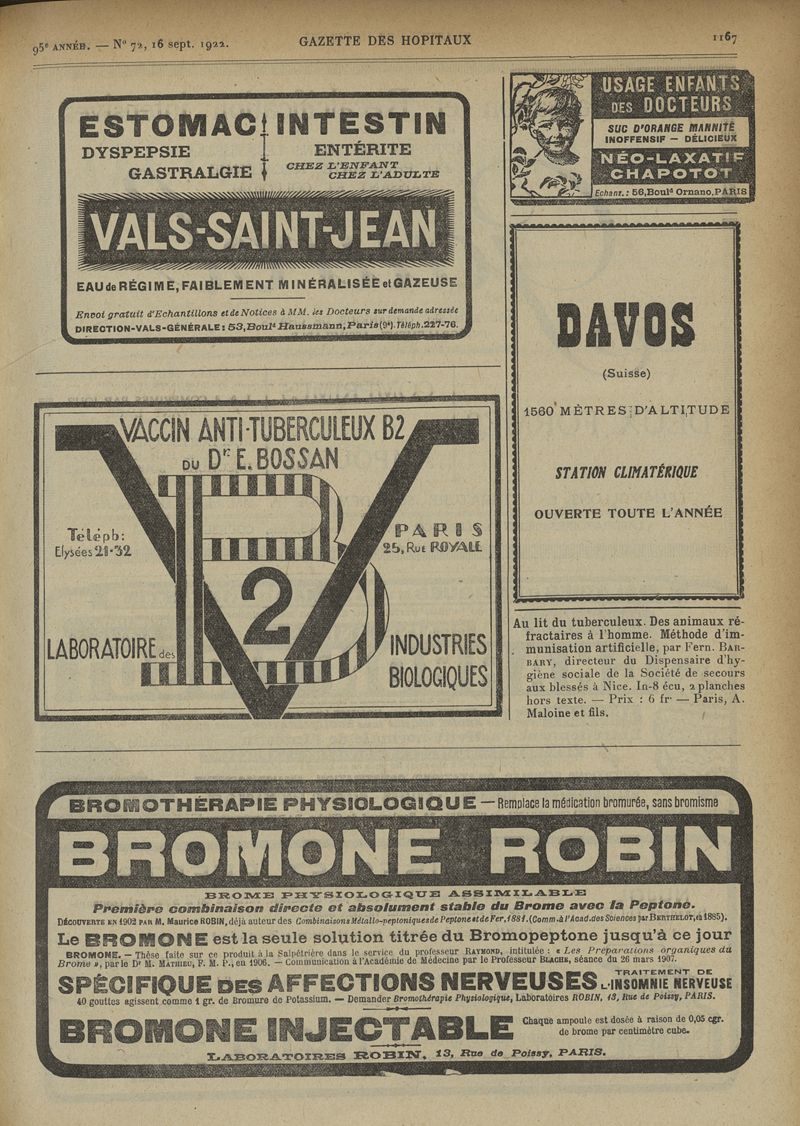 95e ANNÉE. — No 72, 16 sept. 1922.
GAZETTE DES HOPITAUX
1167
ESTOMAC INTESTIN
DYSPEPSIE
GASTRALGIE
ENTÉRITE
CHEZ L'ENFANT
CHEZ L'ADULTE
VALS-SAINT-JEAN
EAU de RÉGIME, FAIBLEMENT MINÉRALISÉE et GAZEUSE
Envoi gratuit d'Echantillons et de Notices à MM. les Docteurs sur demande adressée
DIRECTION-VALS-GÉNÉRALE: 53, Bould Haussmann, Paris (9e). Téléph. 227-76.
USAGE ENFANTS
DES DOCTEURS
SUC D'ORANGE MANNITÉ
INOFFENSIF — DÉLICIEUX
NÉO-LAXATIF
CHAPOTOT
Echant.: 56, Bould Ornano, PARIS
DAVOS
(Suisse)
1560 MÈTRES D'ALTITUDE
STATION CLIMATÉRIQUE
OUVERTE TOUTE L'ANNÉE
VACCIN ANTI-TUBERCULEUX B2
DU Dr E. BOSSAN
Téléph:
Elysées 21-32
PARIS
25, RUE ROYALE
B
2
LABORATOIRE des
INDUSTRIES
BIOLOGIQUES
Au lit du tuberculeux. Des animaux ré-
fractaires à l'homme. Méthode d'im-
munisation artificielle, par Fern. BAR-
BARY, directeur du Dispensaire d'hy-
giène sociale de la Société de secours
aux blessés à Nice. In-8 écu, 2 planches
hors texte. — Prix : 6 fr — Paris, A.
Maloine et fils.
BROMOTHÉRAPIE PHYSIOLOGIQUE — Remplace la médication bromurée, sans bromisme
BROMONE ROBIN
BROME PHYSIOLOGIQUE ASSIMILABLE
Première combinaison directe et absolument stable du Brome avec la Peptone.
DÉCOUVERTE EN 1902 PAR M. Maurice ROBIN, déjà auteur des Combinaisons Métallo-peptoniques de Peptone et de Fer, 1881. (Comm. à l'Acad. des Sciences par BERTHELOT, en 1885).
Le BROMONE est la seule solution titrée du Bromopeptone jusqu'à ce jour
BROMONE. — Thèse faite sur ce produit à la Salpêtrière dans le service du professeur RAYMOND, intitulée : « Les Préparations organiques du
Brome », par le Dr M. MATHIEU, F. M. P., en 1906. — Communication à l'Académie de Médecine par le Professeur BLACHE, séance du 26 mars 1907.
SPÉCIFIQUE DES AFFECTIONS NERVEUSES
TRAITEMENT DE
L'INSOMNIE NERVEUSE
40 gouttes agissent comme 1 gr. de Bromure de Potassium. — Demander Bromothérapie Physiologique, Laboratoires ROBIN, 13, Rue de Poissy, PARIS.
BROMONE INJECTABLE
Chaque ampoule est dosée à raison de 0,05 cgr.
de brome par centimètre cube.
LABORATOIRES ROBIN, 13, Rue de Poissy, PARIS.